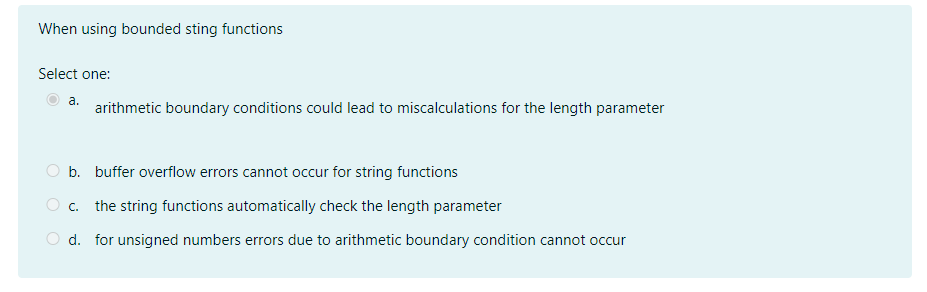 When using bounded sting functions
Select one:
a. arithmetic boundary conditions could lead to miscalculations for the length parameter
b. buffer overflow errors cannot occur for string functions
c. the string functions automatically check the length parameter
d. for unsigned numbers errors due to arithmetic boundary condition cannot occur